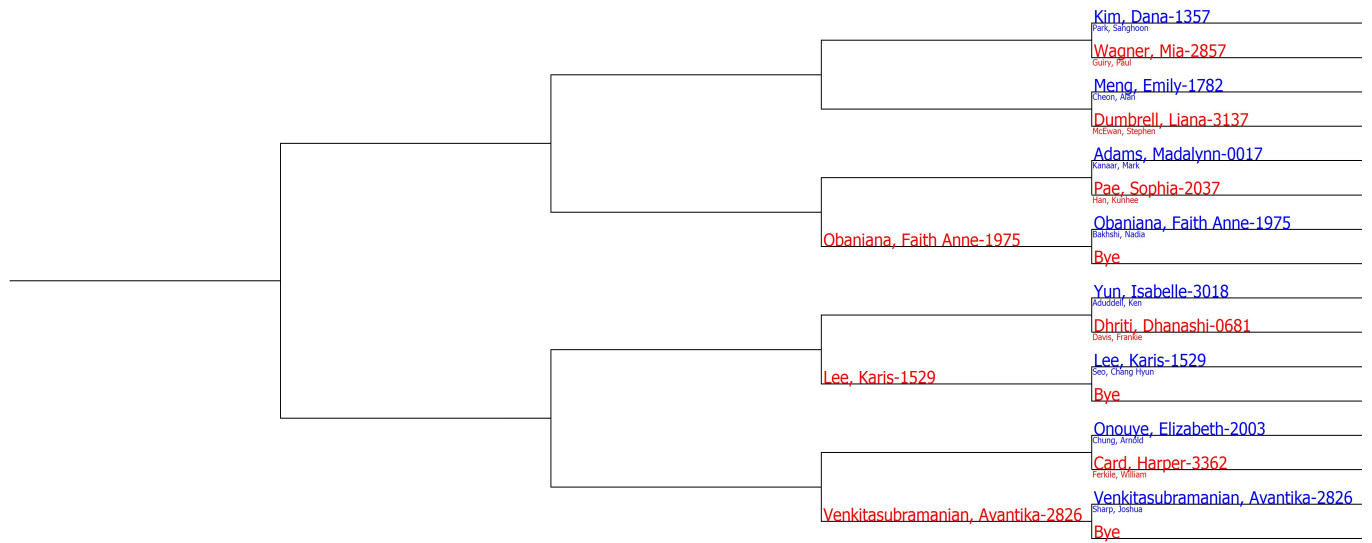 Kim, Dana-1357
Park, Sanghoon
Wagner, Mia-2857
Guiry, Paul
Meng, Emily-1782
Cheon, Alan
Dumbrell, Liana-3137
McEwan, Stephen
Adams, Madalynn-0017
Kanaar, Mark
Pae, Sophia-2037
Han, Kunhee
Obaniana, Faith Anne-1975
Bakhshi, Nadia
Obaniana, Faith Anne-1975
Bye
Yun, Isabelle-3018
Aduddell, Ken
Dhriti, Dhanashi-0681
Davis, Frankie
Lee, Karis-1529
Seo, Chang Hyun
Lee, Karis-1529
Bye
Onouye, Elizabeth-2003
Chung, Arnold
Card, Harper-3362
Ferkile, William
Venkitasubramanian, Avantika-2826
Sharp, Joshua
Venkitasubramanian, Avantika-2826
Bye